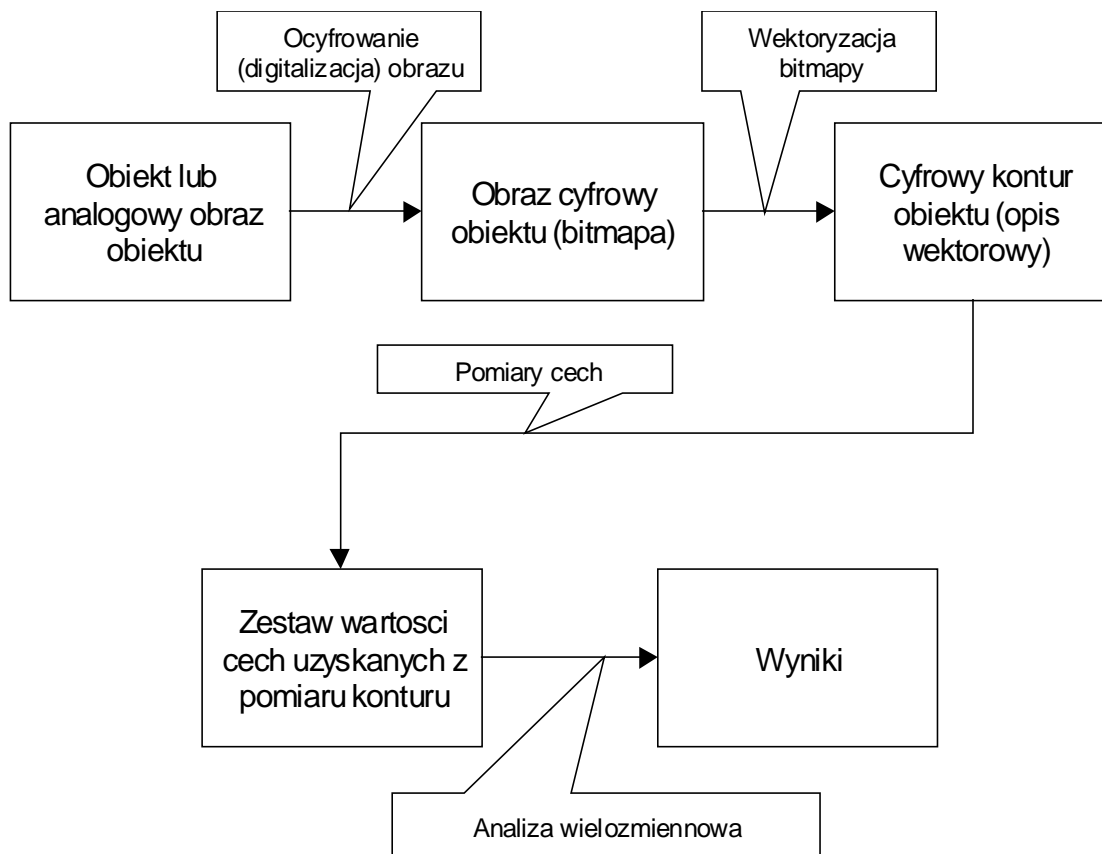 Ocyfrowanie
(digitalizacja) obrazu
Wektoryzacja
bitmapy
Obiekt lub
analogowy obraz
obiektu
Obraz cyfrowy
obiektu (bitmapa)
Cyfrowy kontur
obiektu (opis
wektorowy)
Pomiary cech
Zestaw wartosci
cech uzyskanych z
pomiaru konturu
Wyniki
Analiza wielozmiennowa